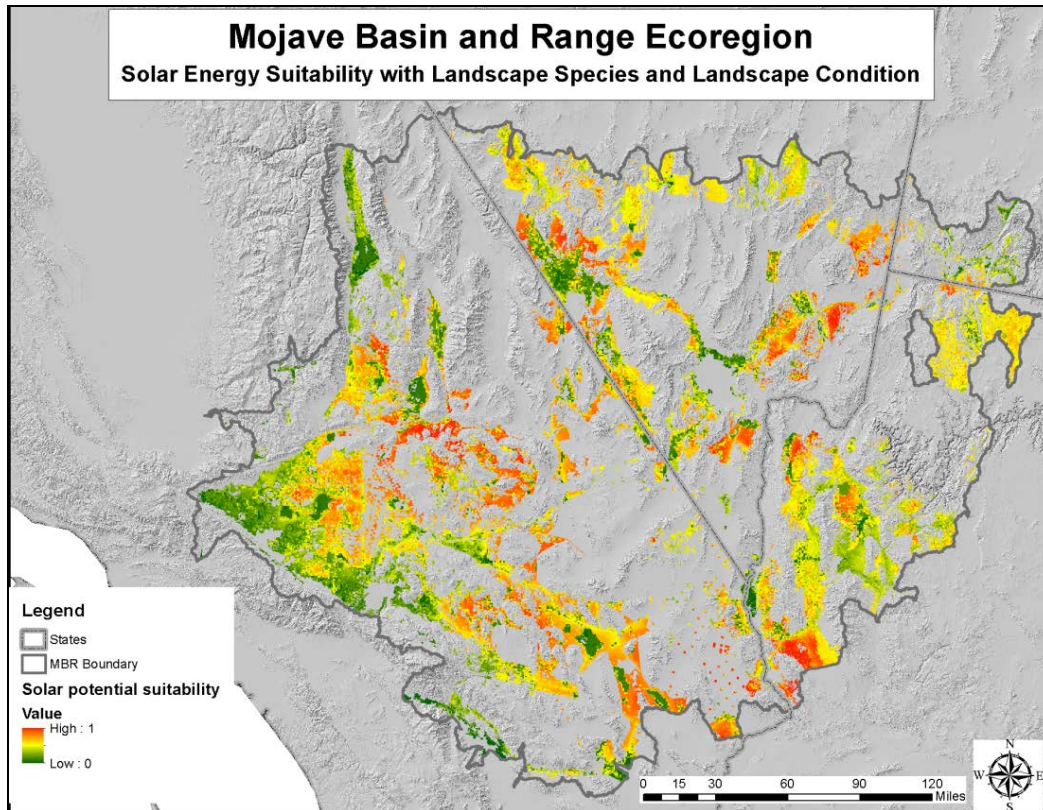 Mojave Basin and Range Ecoregion
Solar Energy Suitability with Landscape Species and Landscape Condition
Legend
States
MBR Boundary
Solar potential suitability
Value
High : 1
Low : 0
0 15 30 60 90 120
Miles
N
W E
S